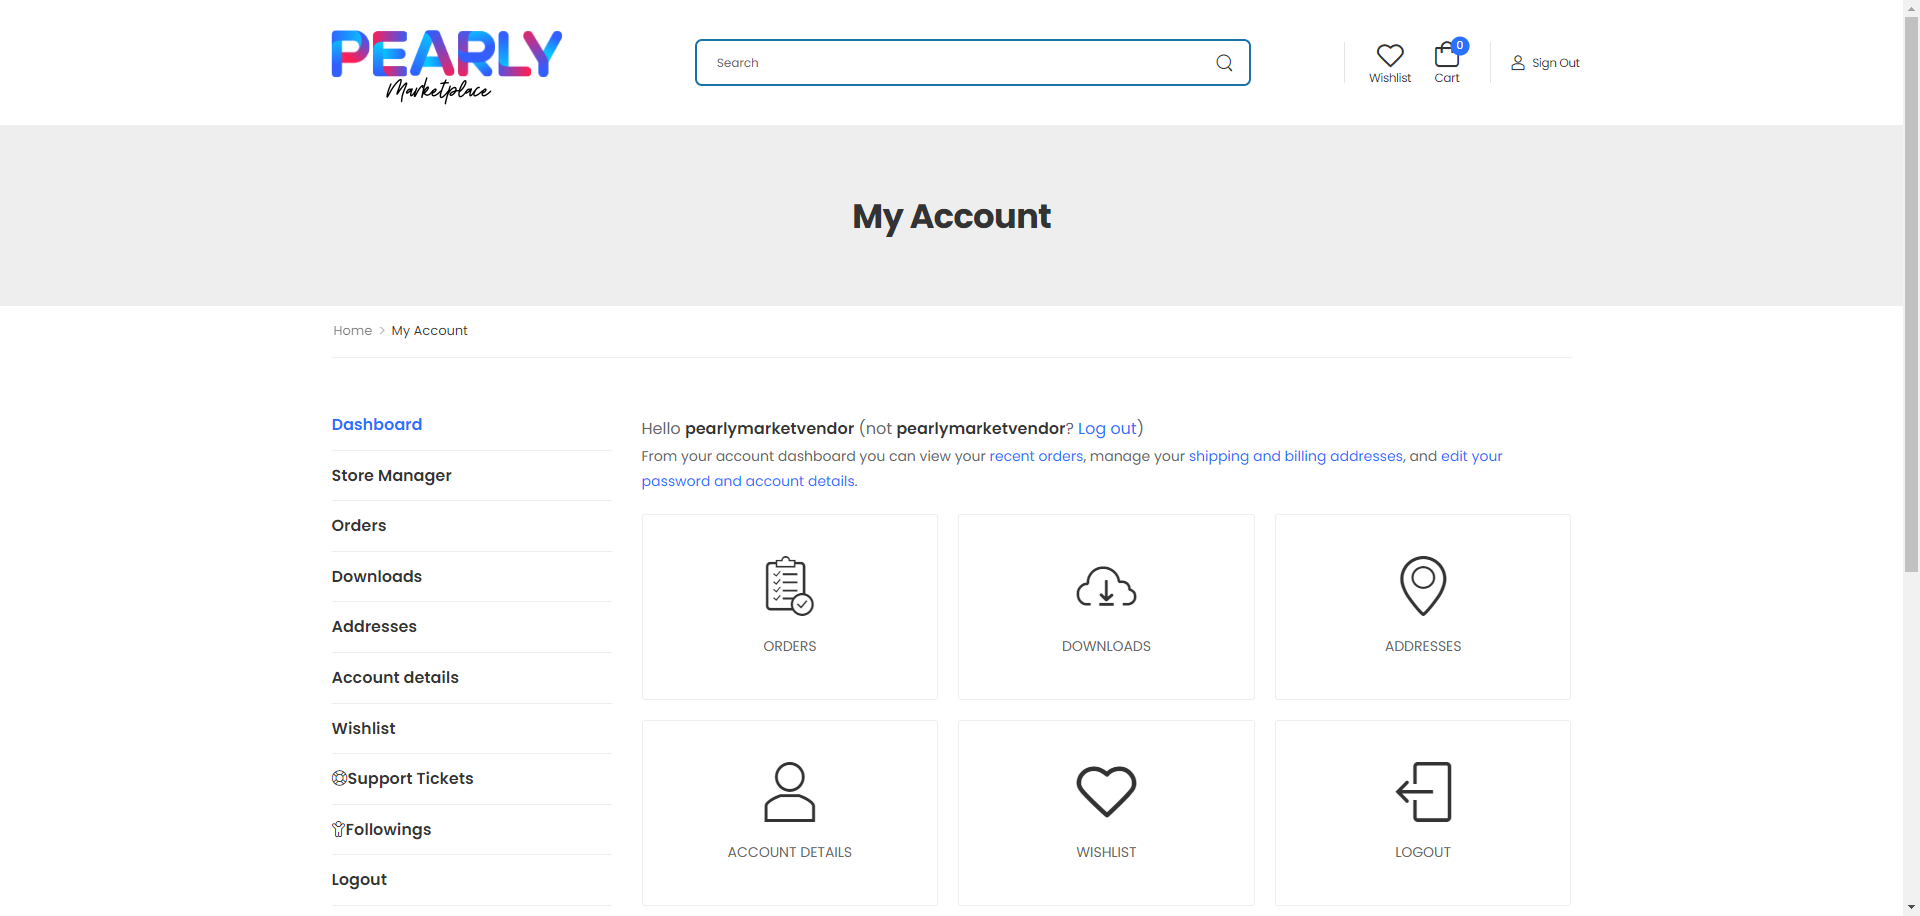 PEARLY
Marketplace
Search
Wishlist
0
Cart
Sign Out
My Account
Home > My Account
Dashboard
Store Manager
Orders
Downloads
Addresses
Account details
Wishlist
Support Tickets
Followings
Logout
Hello pearlymarketvendor (not pearlymarketvendor? Log out)
From your account dashboard you can view your recent orders, manage your shipping and billing addresses, and edit your
password and account details.
ORDERS
DOWNLOADS
ADDRESSES
ACCOUNT DETAILS
WISHLIST
LOGOUT